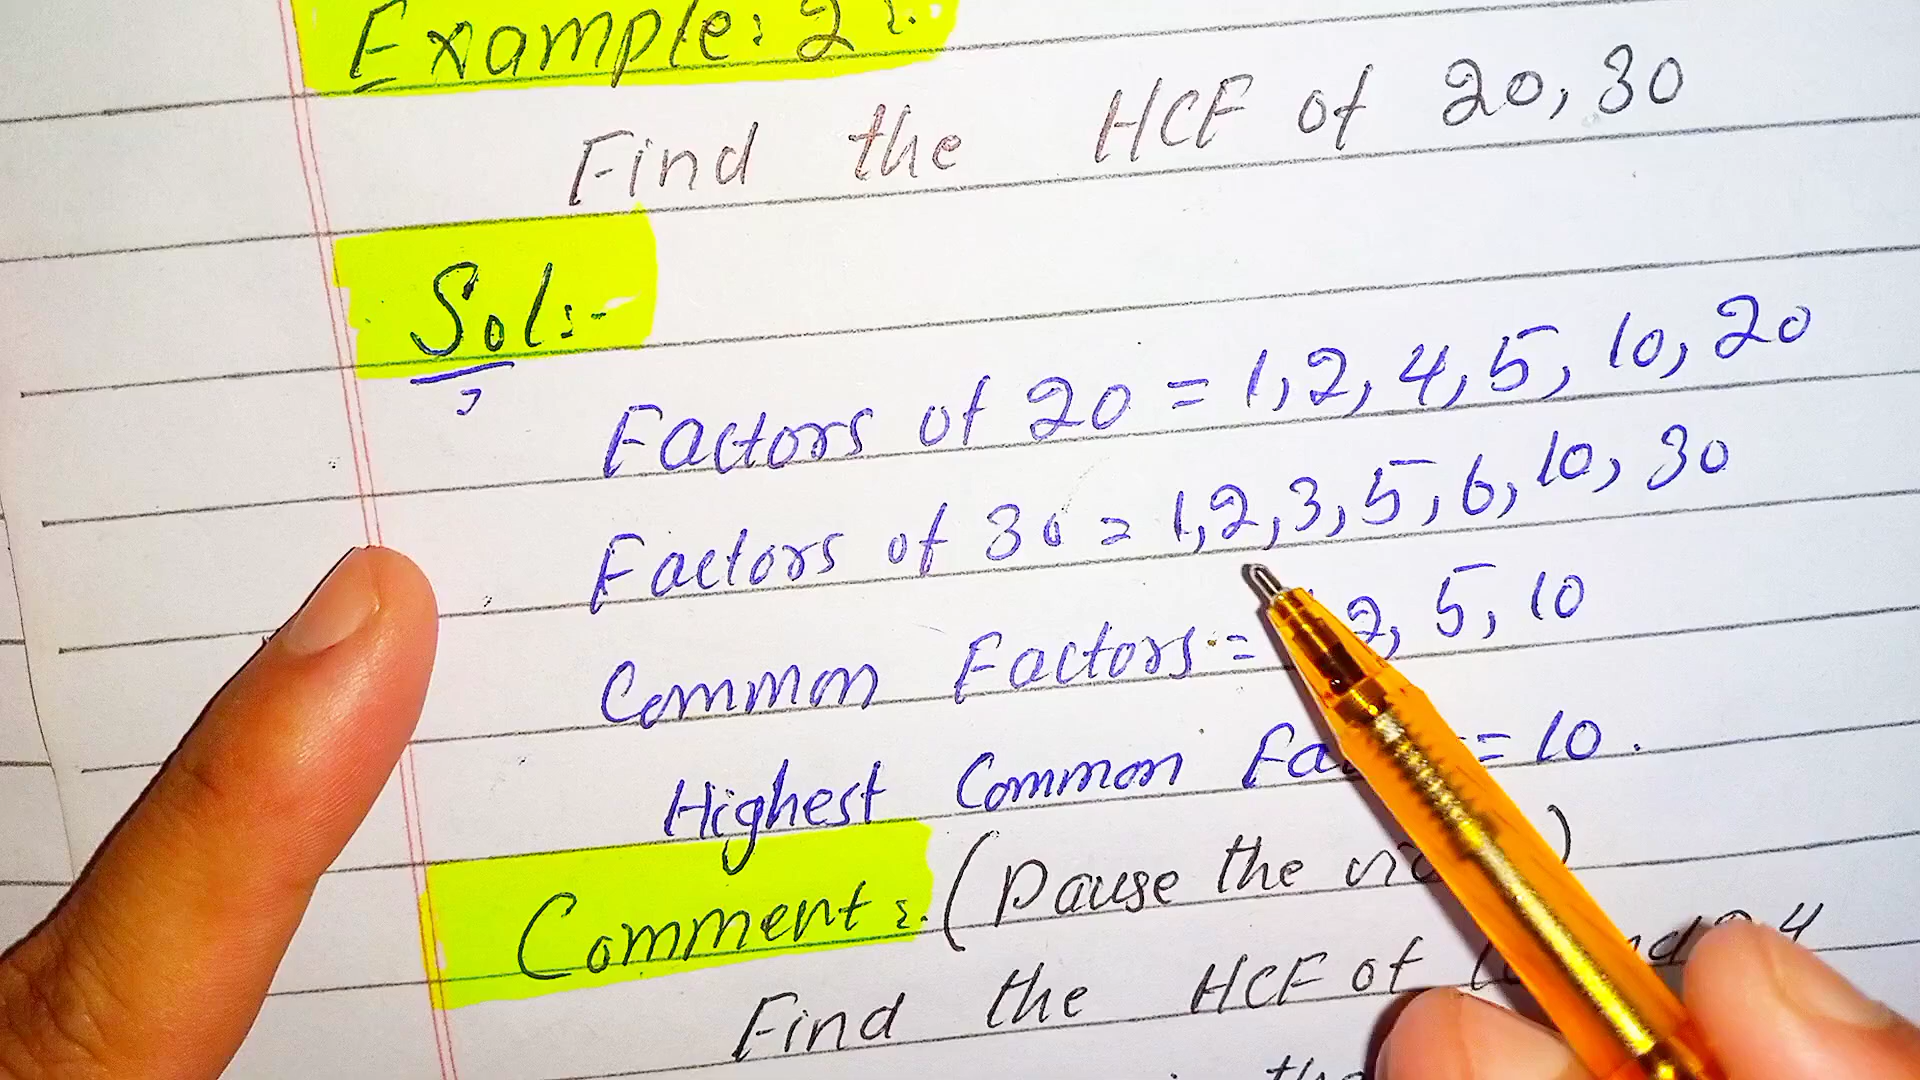 Example: 2:
Find the HCF of 20, 30
Sol:-
Factors of 20 = 1, 2, 4, 5, 10, 20
Factors of 30 = 1, 2, 3, 5, 6, 10, 30
Common Factors = 2, 5, 10
Highest Common = 10.
Comment:. (Pause the
Find the HCF of